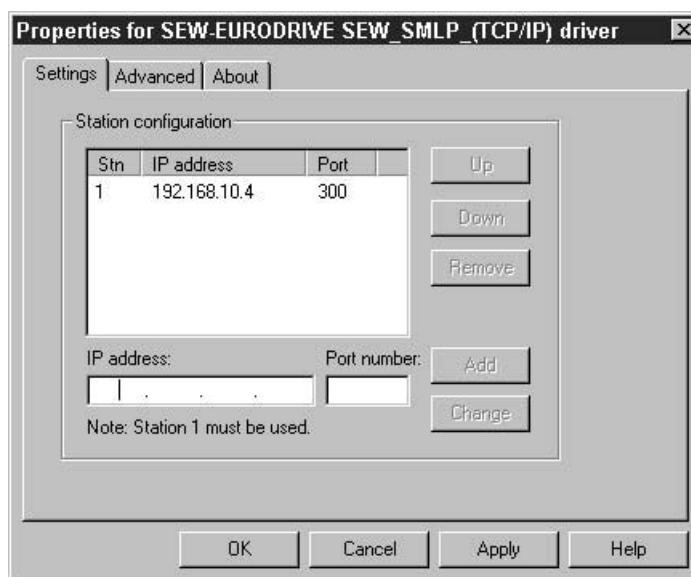 Properties for SEW-EURODRIVE SEW_SMLP_(TCP/IP) driver
Settings Advanced About
Station configuration
Stn IP address Port
1 192.168.10.4 300
Up
Down
Remove
IP address: Port number:
Add
. . .
Change
Note: Station 1 must be used.
OK Cancel Apply Help